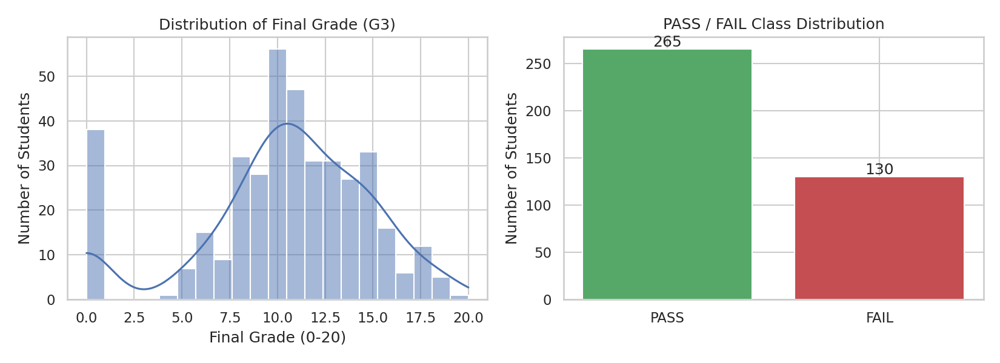 Distribution of Final Grade (G3)
Number of Students
50
40
30
20
10
0
0.0 2.5 5.0 7.5 10.0 12.5 15.0 17.5 20.0
Final Grade (0-20)
PASS / FAIL Class Distribution
Number of Students
250
200
150
100
50
0
265
130
PASS FAIL